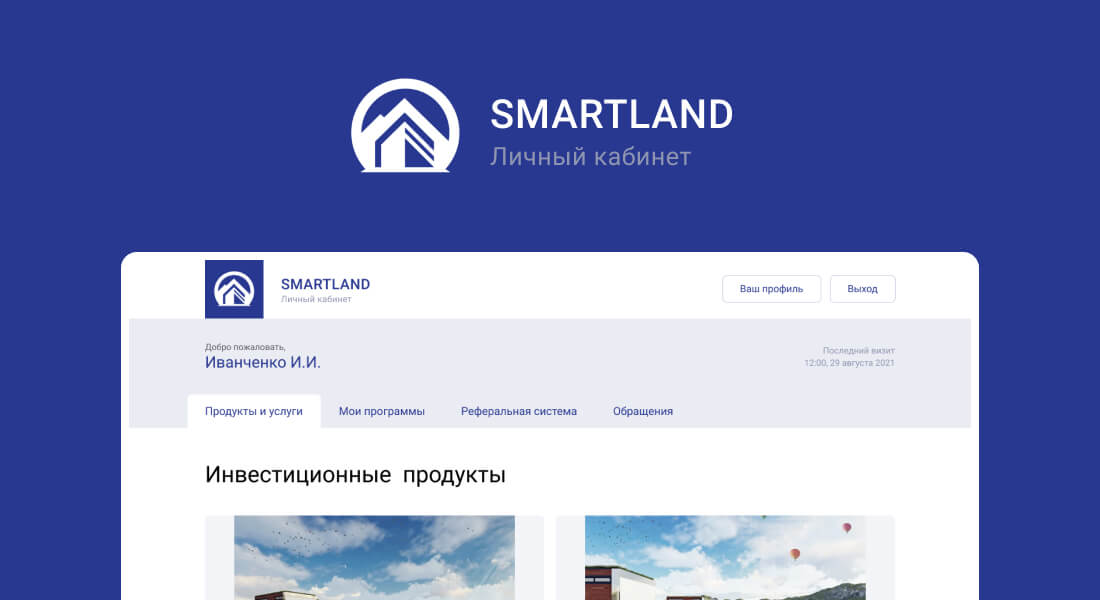 SMARTLAND
Личный кабинет
SMARTLAND
Личный кабинет
Ваш профиль
Выход
Добро пожаловать,
Иванченко И.И.
Последний визит
12:00, 29 августа 2021
Продукты и услуги
Мои программы
Реферальная система
Обращения
Инвестиционные продукты